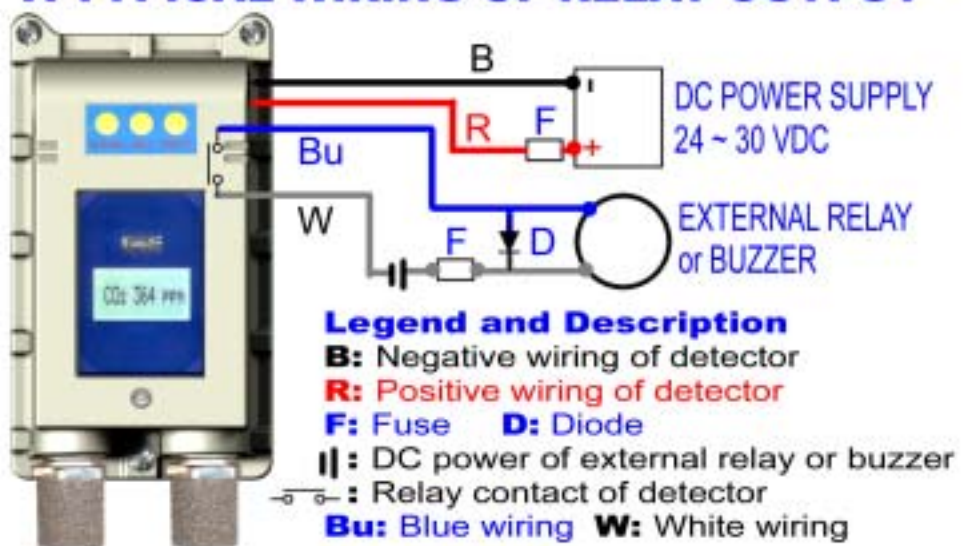 B
-
DC POWER SUPPLY
R
F
+
24 ~ 30 VDC
Bu
W
F
D
EXTERNAL RELAY
or BUZZER
CO2 364 PPM
Legend and Description
B: Negative wiring of detector
R: Positive wiring of detector
F: Fuse D: Diode
: DC power of external relay or buzzer
: Relay contact of detector
Bu: Blue wiring W: White wiring